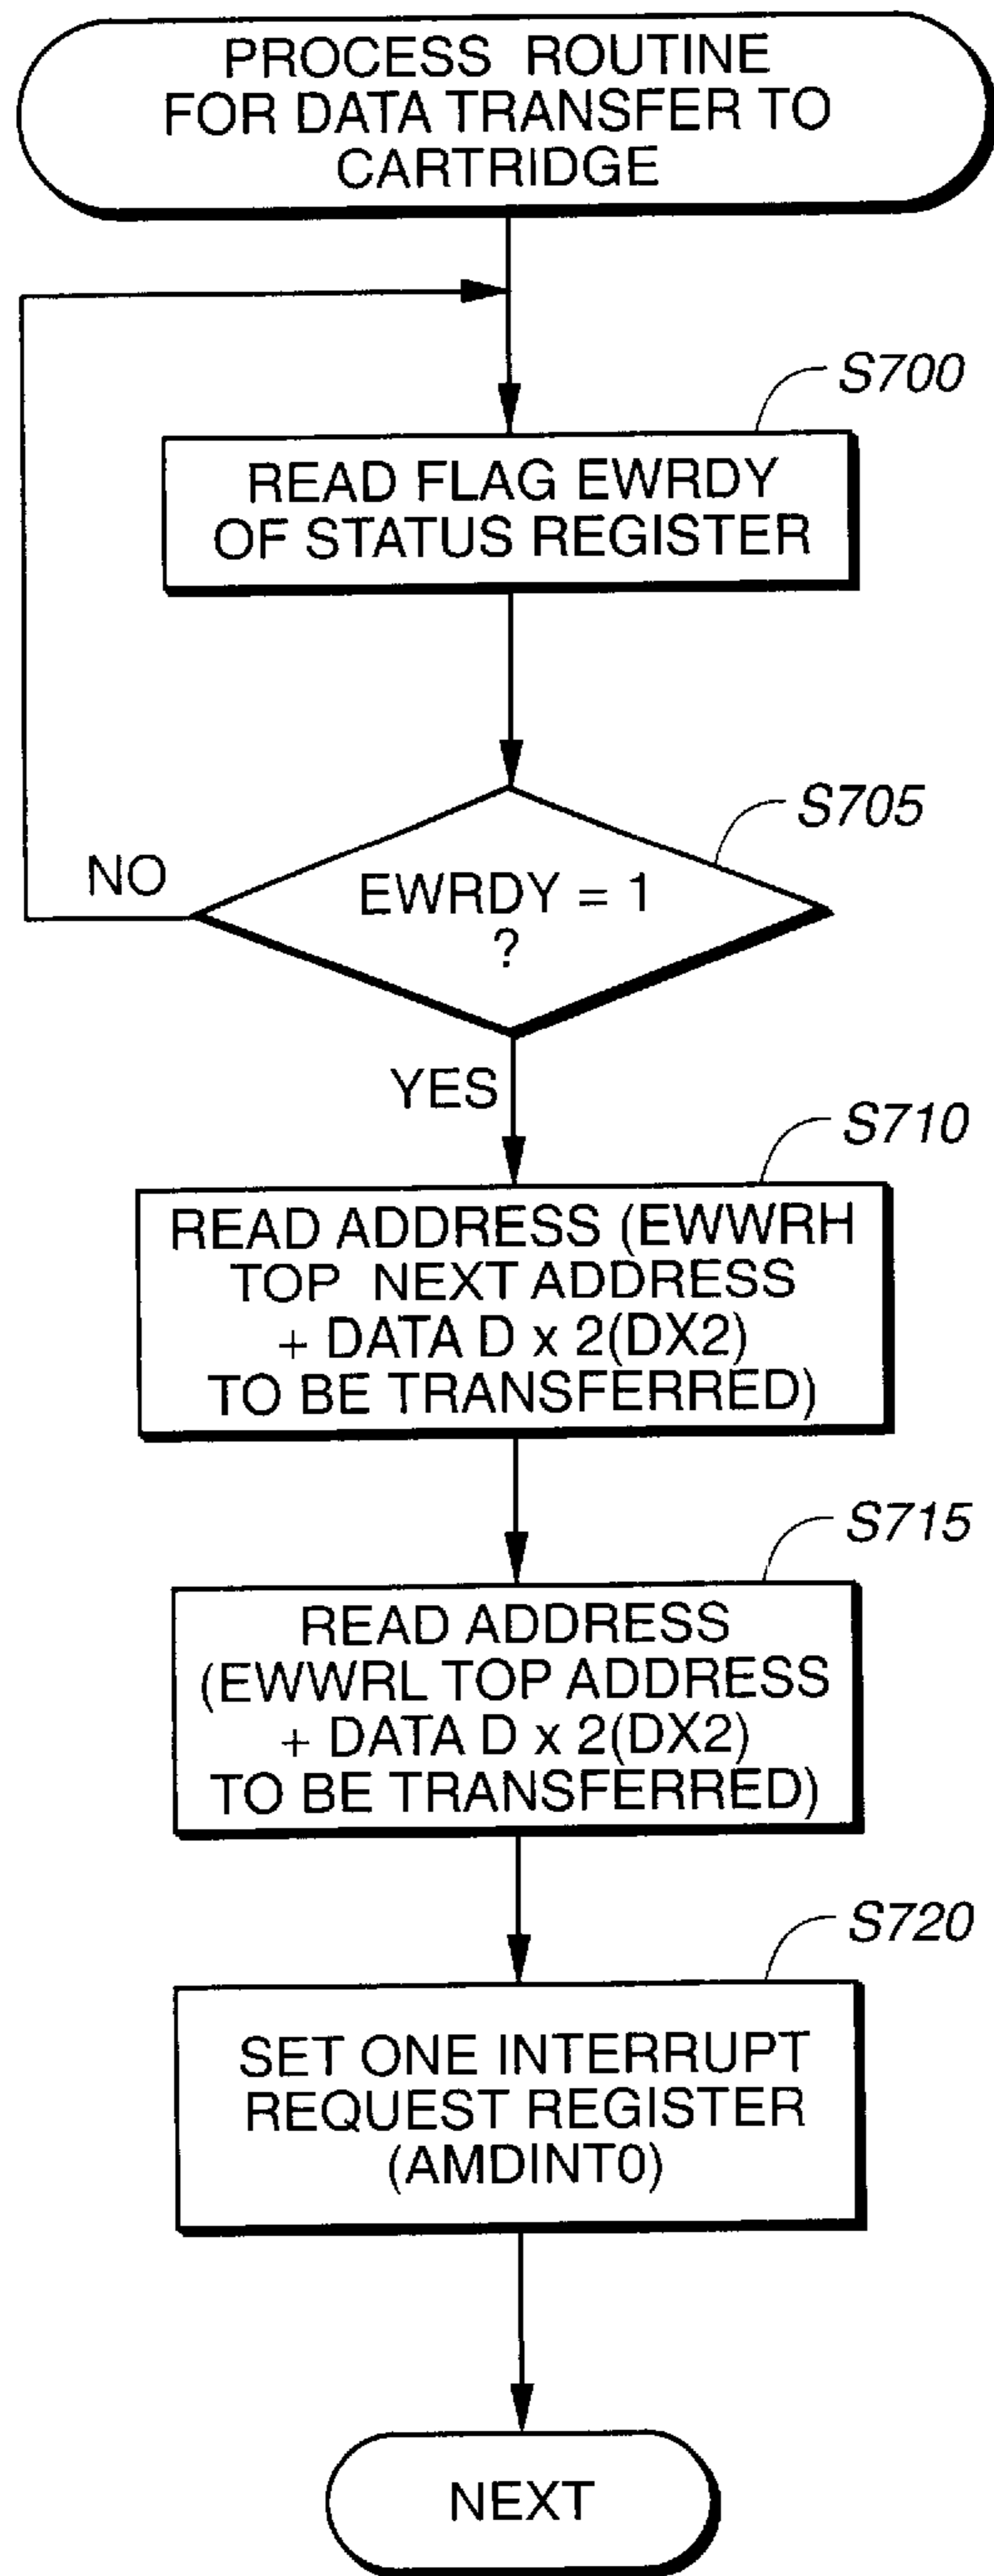 PROCESS ROUTINE
FOR DATA TRANSFER TO
CARTRIDGE
S700
READ FLAG EWRDY
OF STATUS REGISTER
S705
NO
EWRDY = 1
?
YES
S710
READ ADDRESS (EWWRH
TOP NEXT ADDRESS
+ DATA D x 2(DX2)
TO BE TRANSFERRED)
S715
READ ADDRESS
(EWWRL TOP ADDRESS
+ DATA D x 2(DX2)
TO BE TRANSFERRED)
S720
SET ONE INTERRUPT
REQUEST REGISTER
(AMDINT0)
NEXT